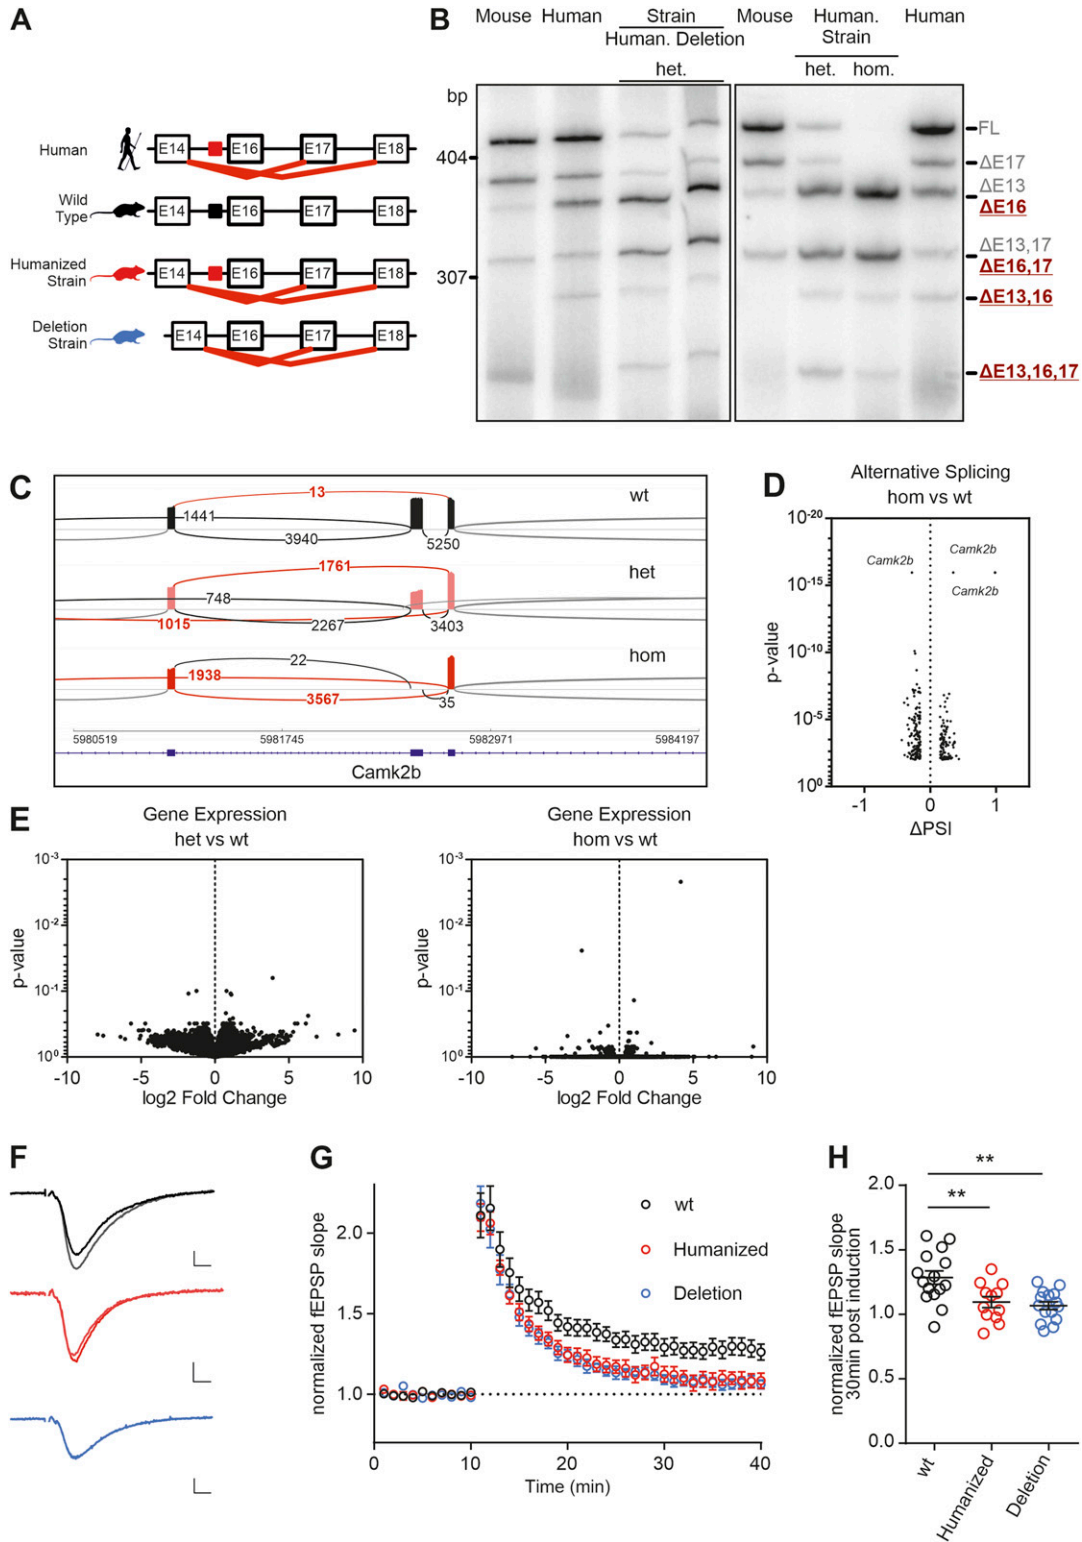 A
Human
E14
E16
E17
E18
Wild
Type
E14
E16
E17
E18
Humanized
Strain
E14
E16
E17
E18
Deletion
Strain
E14
E16
E17
E18
B
Mouse Human Strain Mouse Human. Human
Human. Deletion Strain
het. het. hom.
bp
404
307
FL
ΔE17
ΔE13
ΔE16
ΔE13,17
ΔE16,17
ΔE13,16
ΔE13,16,17
C
13
wt
1441
3940
5250
1761
het
748
1015
2267
3403
22
hom
1938
3567
35
5980519 5981745 5982971 5984197
Camk2b
D
Alternative Splicing
hom vs wt
10-20
Camk2b
Camk2b
10-15
Camk2b
10-10
p-value
10-5
100
-1 0 1
ΔPSI
E
Gene Expression
het vs wt
10-3
10-2
p-value
10-1
100
-10 -5 0 5 10
log2 Fold Change
Gene Expression
hom vs wt
10-3
10-2
p-value
10-1
100
-10 -5 0 5 10
log2 Fold Change
F
G
normalized fEPSP slope
2.0
1.5
1.0
wt
Humanized
Deletion
0 10 20 30 40
Time (min)
H
**
**
normalized fEPSP slope
30min post induction
2.0
1.5
1.0
0.5
0.0
wt
Humanized
Deletion